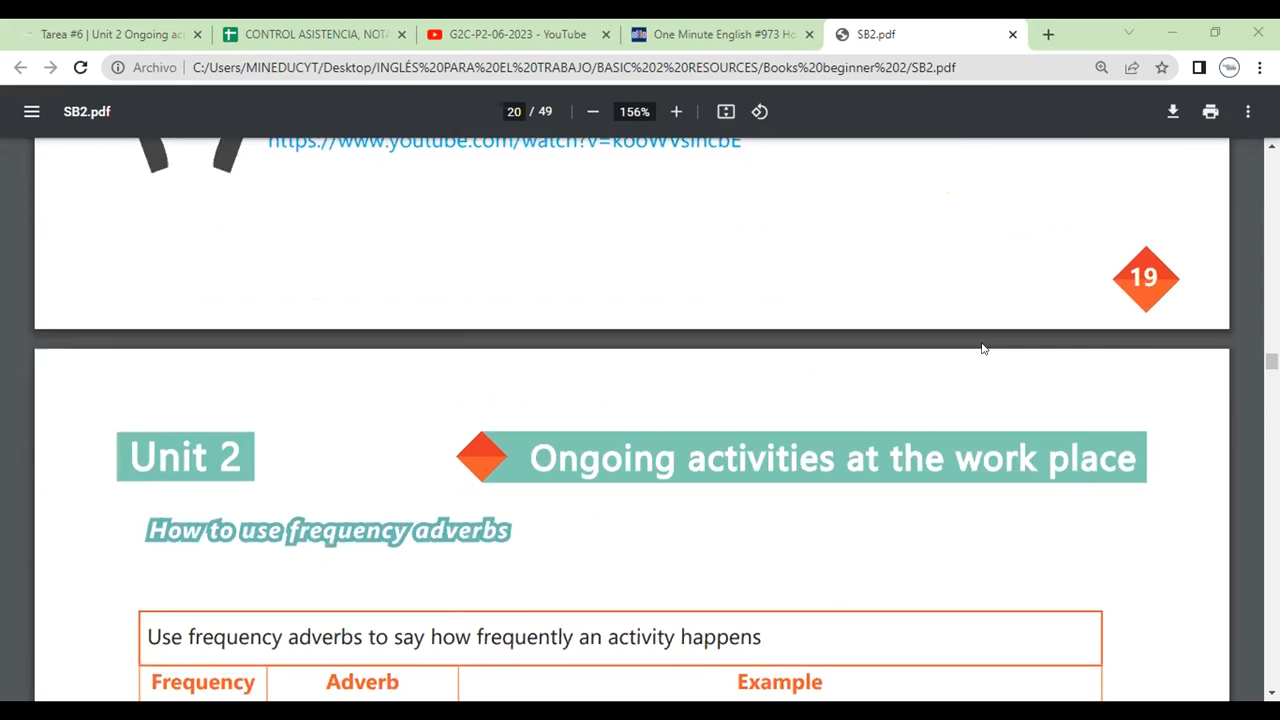 Tarea #6 | Unit 2 Ongoing ac
CONTROL ASISTENCIA, NOTA
G2C-P2-06-2023 - YouTube
One Minute English #973 Ho
SB2.pdf
Archivo C:/Users/MINEDUCYT/Desktop/INGLÉS%20PARA%20EL%20TRABAJO/BASIC%202%20RESOURCES/Books%20beginner%202/SB2.pdf
SB2.pdf
20 / 49
156%
19
Unit 2
Ongoing activities at the work place
How to use frequency adverbs
Use frequency adverbs to say how frequently an activity happens
Frequency Adverb Example